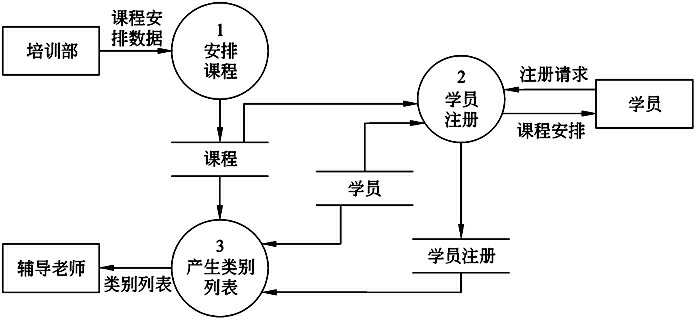 培训部
课程安
排数据
1
安排
课程
2
学员
注册
注册请求
学员
课程安排
课程
学员
学员注册
3
产生类别
列表
辅导老师
类别列表